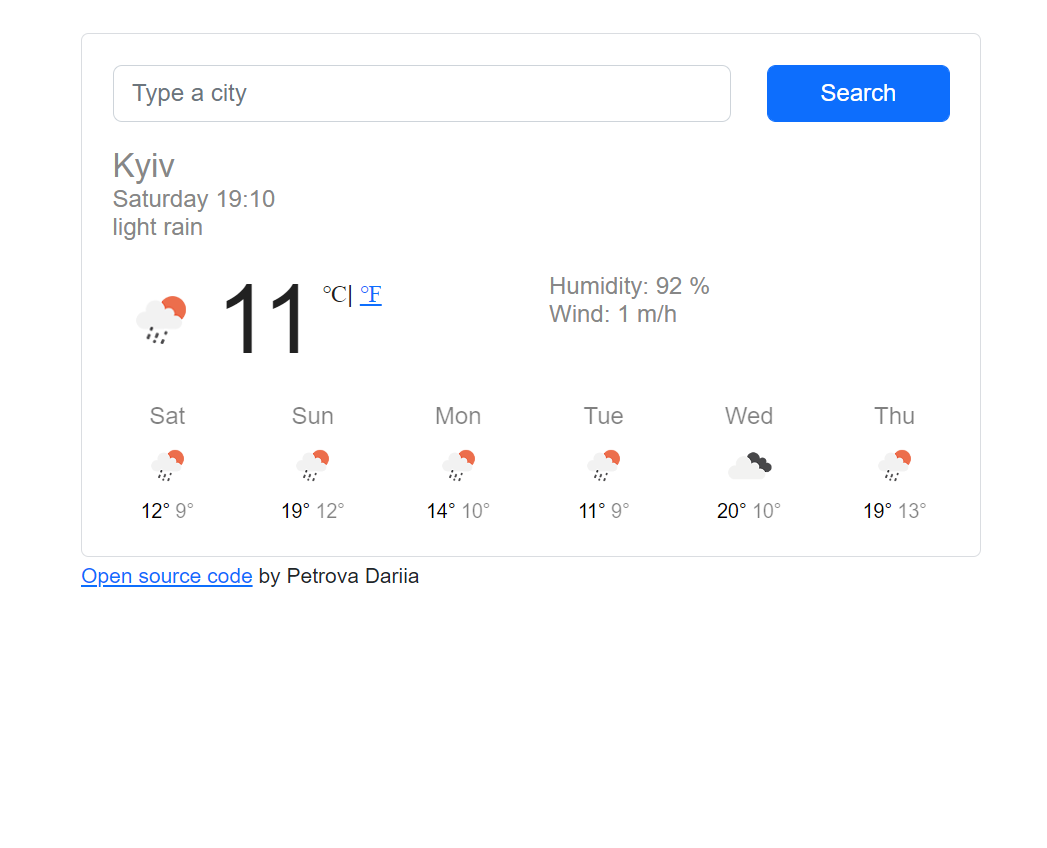 Type a city
Search
Kyiv
Saturday 19:10
light rain
11 °C| °F
Humidity: 92 %
Wind: 1 m/h
Sat Sun Mon Tue Wed Thu
12° 9° 19° 12° 14° 10° 11° 9° 20° 10° 19° 13°
Open source code by Petrova Dariia